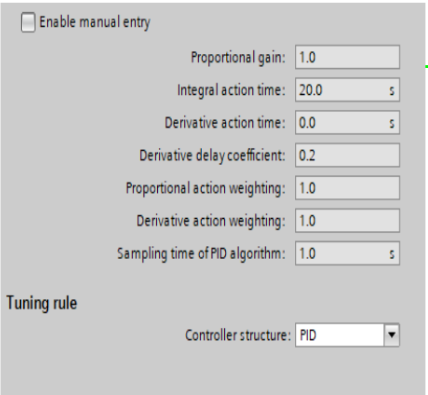 Enable manual entry
Proportional gain: 1.0
Integral action time: 20.0 s
Derivative action time: 0.0 s
Derivative delay coefficient: 0.2
Proportional action weighting: 1.0
Derivative action weighting: 1.0
Sampling time of PID algorithm: 1.0 s
Tuning rule
Controller structure: PID